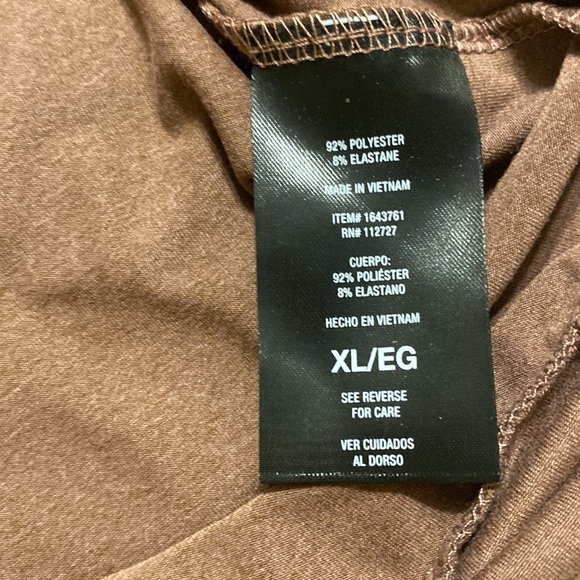 92% POLYESTER
8% ELASTANE
MADE IN VIETNAM
ITEM# 1643761
RN# 112727
CUERPO:
92% POLIÉSTER
8% ELASTANO
HECHO EN VIETNAM
XL/EG
SEE REVERSE
FOR CARE
VER CUIDADOS
AL DORSO